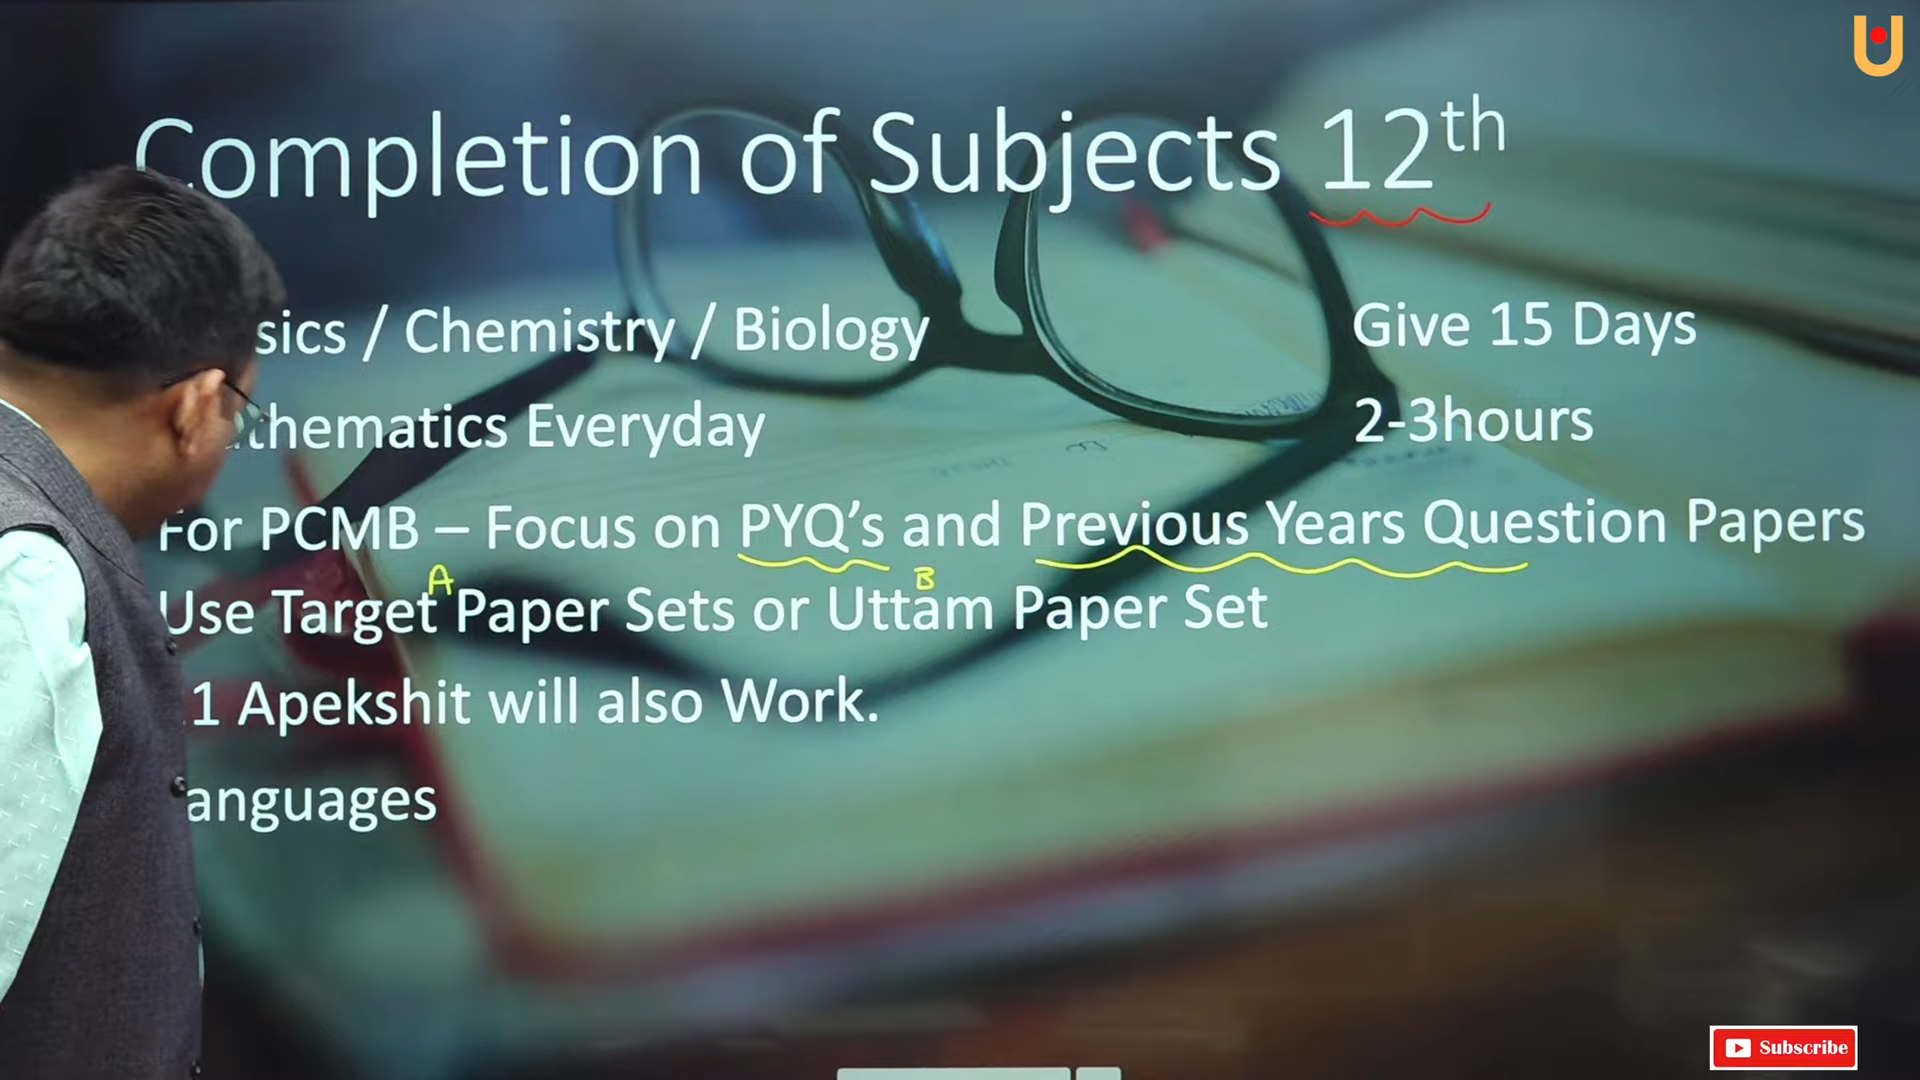 Completion of Subjects 12th
sics / Chemistry / Biology Give 15 Days
thematics Everyday 2-3hours
For PCMB – Focus on PYQ's and Previous Years Question Papers
A B
Use Target Paper Sets or Uttam Paper Set
1 Apekshit will also Work.
anguages
Subscribe